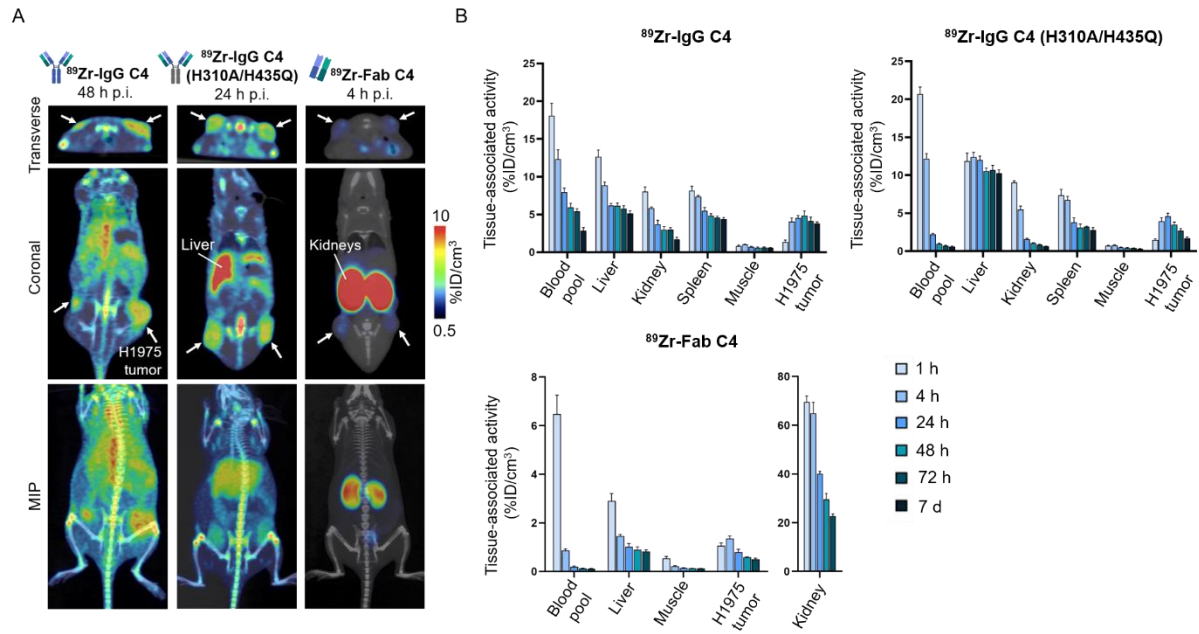 A
⁸⁹Zr-IgG C4
48 h p.i.
⁸⁹Zr-IgG C4
(H310A/H435Q)
24 h p.i.
⁸⁹Zr-Fab C4
4 h p.i.
Transverse
Coronal
Liver
Kidneys
H1975
tumor
10
%ID/cm³
0.5
MIP
B
⁸⁹Zr-IgG C4
Tissue-associated activity
(%ID/cm³)
25
20
15
10
5
0
Blood
pool
Liver
Kidney
Spleen
Muscle
H1975
tumor
⁸⁹Zr-IgG C4 (H310A/H435Q)
Tissue-associated activity
(%ID/cm³)
25
20
15
10
5
0
Blood
pool
Liver
Kidney
Spleen
Muscle
H1975
tumor
⁸⁹Zr-Fab C4
Tissue-associated activity
(%ID/cm³)
8
6
4
2
0
Blood
pool
Liver
Muscle
H1975
tumor
80
60
40
20
0
Kidney
1 h
4 h
24 h
48 h
72 h
7 d